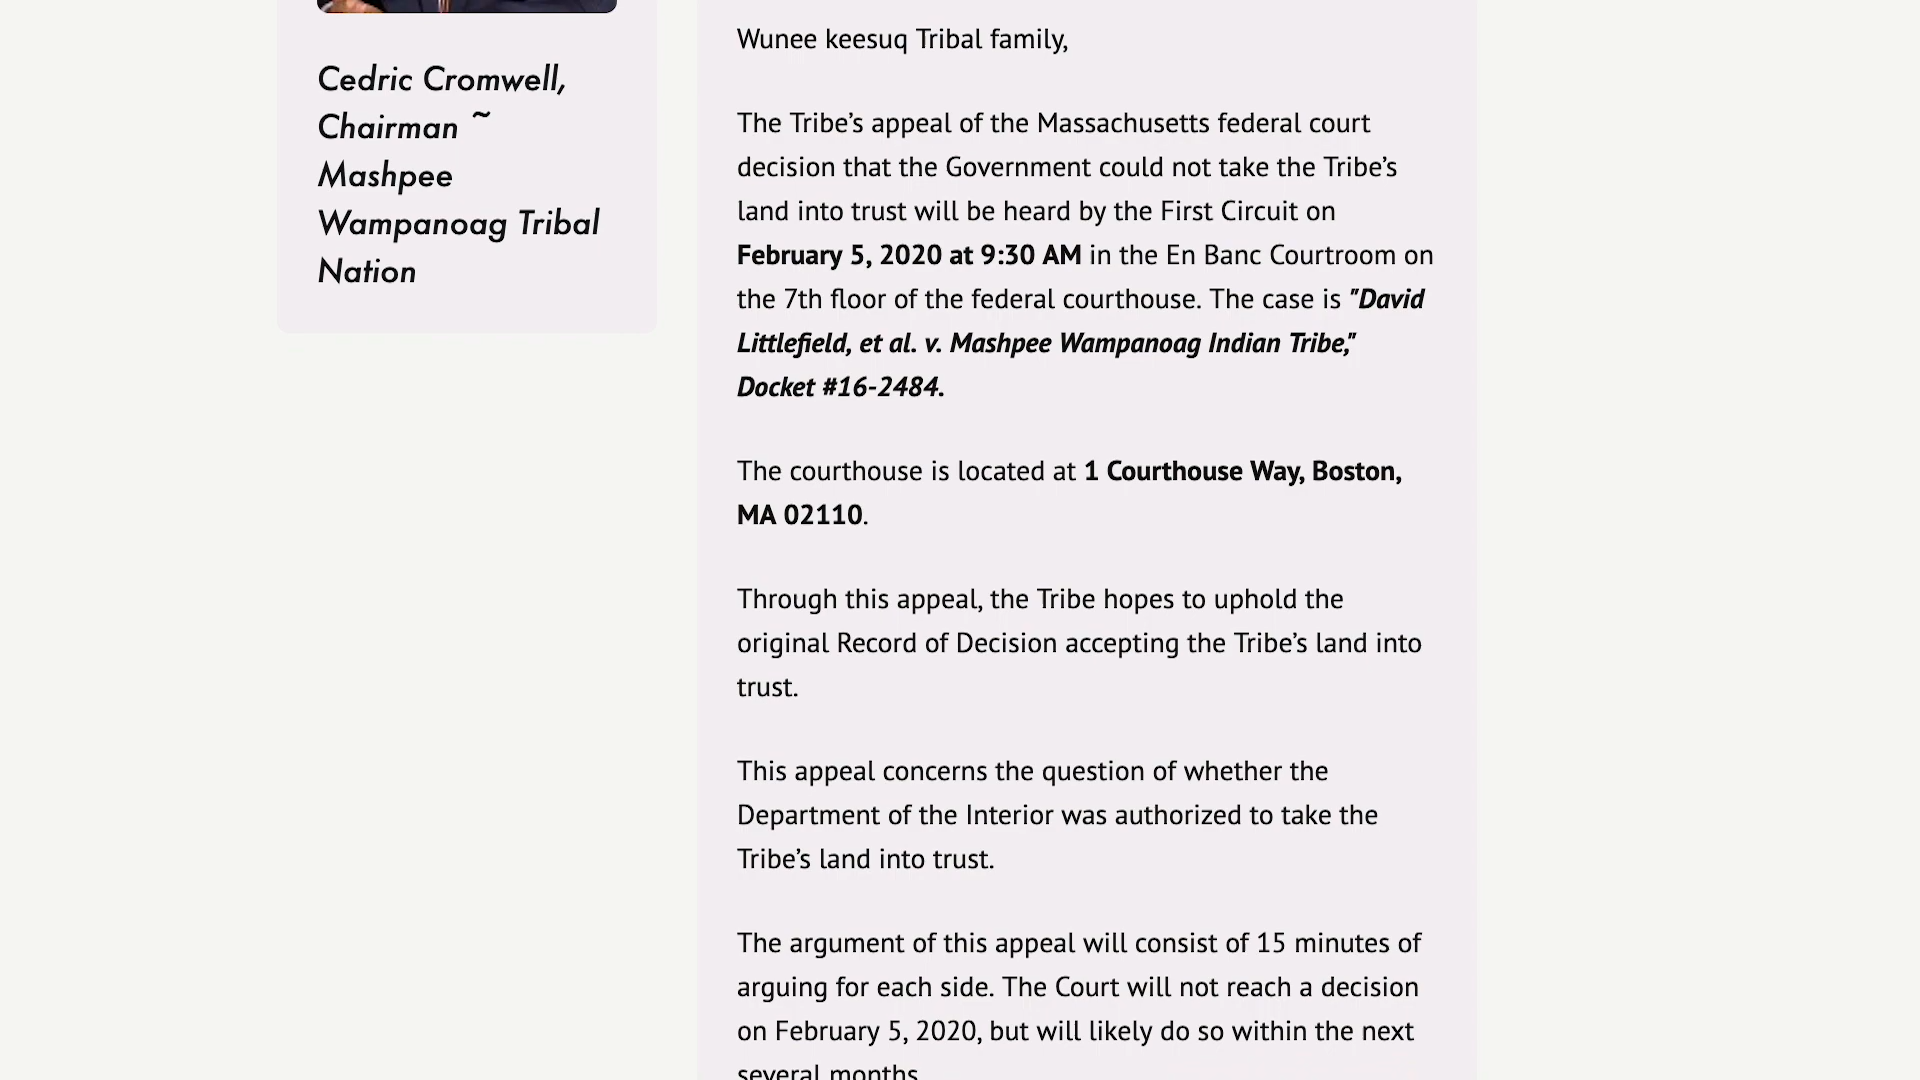 Cedric Cromwell,
Chairman ~
Mashpee
Wampanoag Tribal
Nation
Wunee keesuq Tribal family,
The Tribe’s appeal of the Massachusetts federal court
decision that the Government could not take the Tribe’s
land into trust will be heard by the First Circuit on
February 5, 2020 at 9:30 AM in the En Banc Courtroom on
the 7th floor of the federal courthouse. The case is "David
Littlefield, et al. v. Mashpee Wampanoag Indian Tribe,"
Docket #16-2484.
The courthouse is located at 1 Courthouse Way, Boston,
MA 02110.
Through this appeal, the Tribe hopes to uphold the
original Record of Decision accepting the Tribe’s land into
trust.
This appeal concerns the question of whether the
Department of the Interior was authorized to take the
Tribe’s land into trust.
The argument of this appeal will consist of 15 minutes of
arguing for each side. The Court will not reach a decision
on February 5, 2020, but will likely do so within the next
several months.